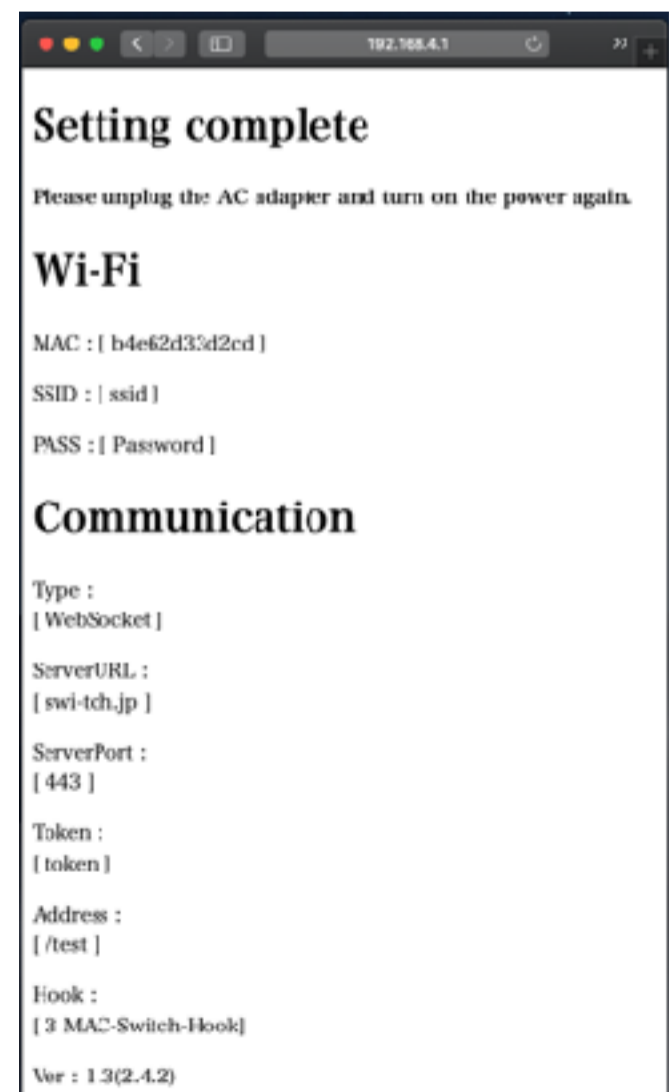 192.168.4.1
Setting complete
Please unplug the AC adapter and turn on the power again.
Wi-Fi
MAC : [ b4e62d33d2cd ]
SSID : [ ssid ]
PASS : [ Password ]
Communication
Type :
[ WebSocket ]
ServerURL :
[ swi-tch.jp ]
ServerPort :
[ 443 ]
Token :
[ token ]
Address :
[ /test ]
Hook :
[ 3 MAC-Switch-Hook]
Ver : 1.3(2.4.2)